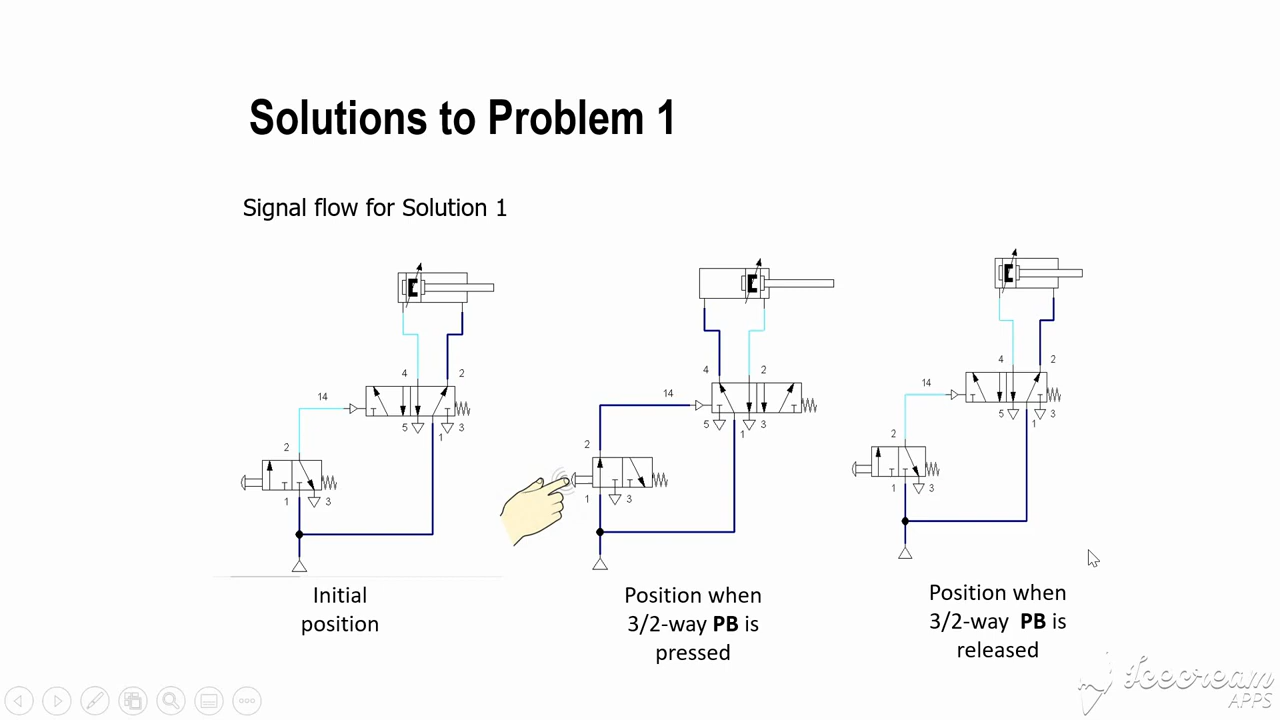 Solutions to Problem 1
Signal flow for Solution 1
4 2
14
5 3
1
2
1 3
4 2
14
5 3
1
2
1 3
4 2
14
5 3
1
2
1 3
Initial
position
Position when
3/2-way PB is
pressed
Position when
3/2-way PB is
released
Icecream
APPS